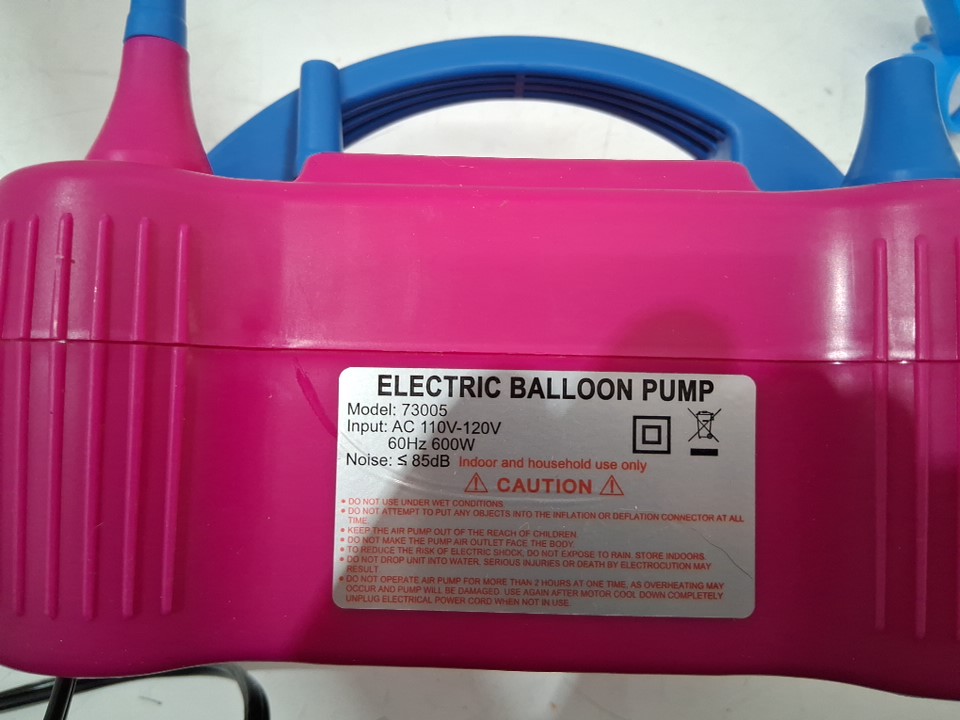 ELECTRIC BALLOON PUMP
Model: 73005
Input: AC 110V-120V
60Hz 600W
Noise: ≤ 85dB Indoor and household use only
CAUTION
• DO NOT USE UNDER WET CONDITIONS
• DO NOT ATTEMPT TO PUT ANY OBJECTS INTO THE INFLATION OR DEFLATION CONNECTOR AT ALL
TIME.
• KEEP THE AIR PUMP OUT OF THE REACH OF CHILDREN
• DO NOT MAKE THE PUMP AIR OUTLET FACE THE BODY.
• TO REDUCE THE RISK OF ELECTRIC SHOCK, DO NOT EXPOSE TO RAIN. STORE INDOORS.
• DO NOT DROP UNIT INTO WATER, SERIOUS INJURIES OR DEATH BY ELECTROCUTION MAY
RESULT.
• DO NOT OPERATE AIR PUMP FOR MORE THAN 2 HOURS AT ONE TIME, AS OVERHEATING MAY
OCCUR AND PUMP WILL BE DAMAGED. USE AGAIN AFTER MOTOR COOL DOWN COMPLETELY
UNPLUG ELECTRICAL POWER CORD WHEN NOT IN USE.